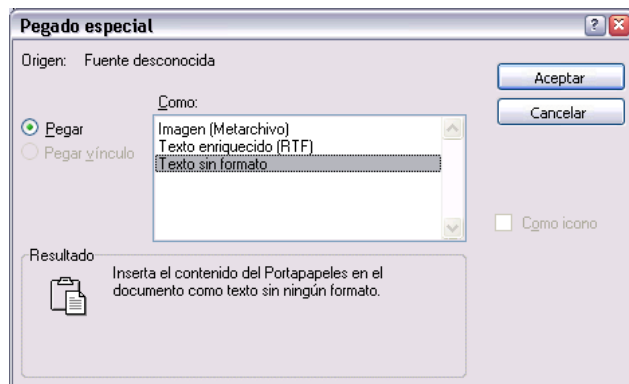 Pegado especial
Origen: Fuente desconocida
Aceptar
Como:
Cancelar
Pegar
Imagen (Metarchivo)
Pegar vínculo
Texto enriquecido (RTF)
Texto sin formato
Como icono
Resultado
Inserta el contenido del Portapapeles en el
documento como texto sin ningún formato.